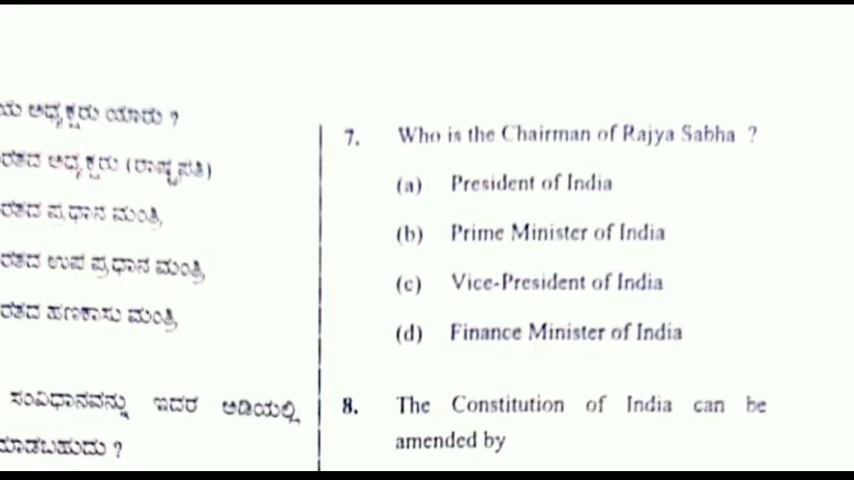 ಯ ಅಧ್ಯಕ್ಷರು ಯಾರು ?
ರತದ ಅಧ್ಯಕ್ಷರು (ರಾಷ್ಟ್ರಪತಿ)
ರತದ ಪ್ರಧಾನ ಮಂತ್ರಿ
ರತದ ಉಪ ಪ್ರಧಾನ ಮಂತ್ರಿ
ರತದ ಹಣಕಾಸು ಮಂತ್ರಿ
ಸಂವಿಧಾನವನ್ನು ಇದರ ಅಡಿಯಲ್ಲಿ
ಮಾಡಬಹುದು ?
7. Who is the Chairman of Rajya Sabha ?
(a) President of India
(b) Prime Minister of India
(c) Vice-President of India
(d) Finance Minister of India
8. The Constitution of India can be
amended by